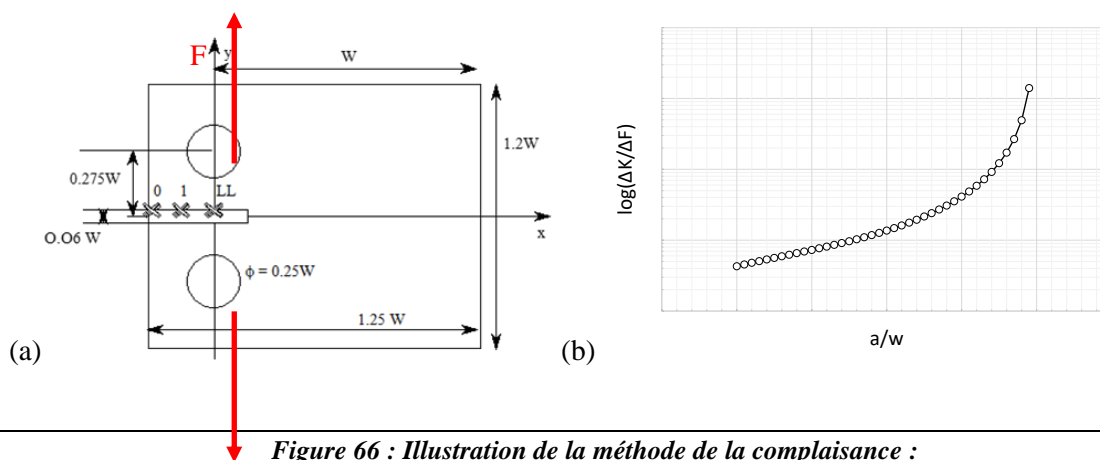 F
y
W
1.2W
0.275W
0 1 LL
O.O6 W
x
ϕ = 0.25W
1.25 W
(a)
log(ΔK/ΔF)
a/w
(b)
Figure 66 : Illustration de la méthode de la complaisance :